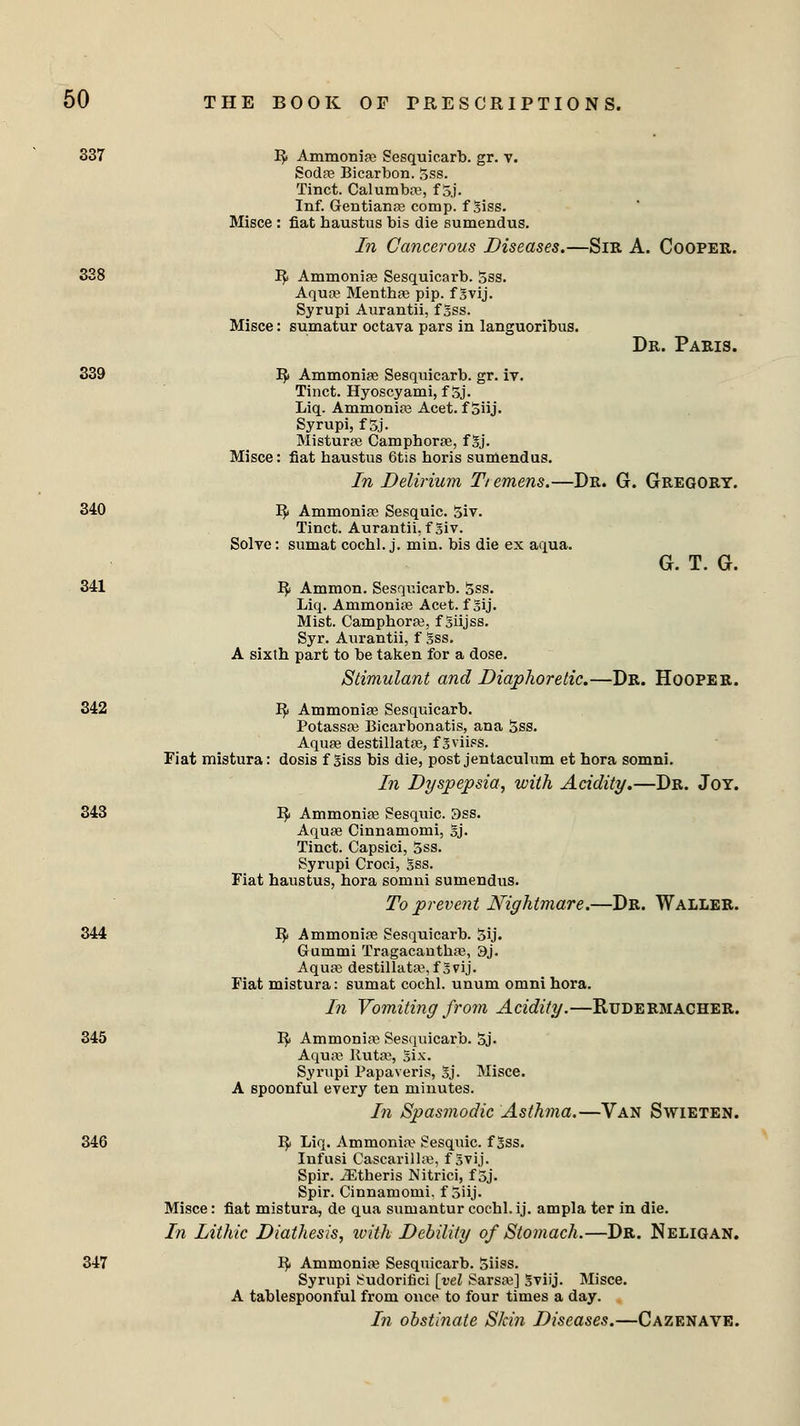 50 THE BOOK OF PRESCRIPTIONS.
337 ℞ Ammoniæ Sesquicarb. gr. v.
Sodæ Bicarbon. ʒss.
Tinct. Calumbæ, fʒj.
Inf. Gentianæ comp. f℥iss.
Misce : fiat haustus bis die sumendus.
In Cancerous Diseases.—SIR A. COOPER.
338 ℞ Ammoniæ Sesquicarb. ʒss.
Aquæ Menthæ pip. f℥vij.
Syrupi Aurantii, f℥ss.
Misce: sumatur octava pars in languoribus.
DR. PARIS.
339 ℞ Ammoniæ Sesquicarb. gr. iv.
Tinct. Hyoscyami, fʒj.
Liq. Ammoniæ Acet. fʒiij.
Syrupi, fʒj.
Misturæ Camphoræ, f℥j.
Misce: fiat haustus 6tis horis sumendus.
In Delirium Tremens.—DR. G. GREGORY.
340 ℞ Ammoniæ Sesquic. ʒiv.
Tinct. Aurantii, f℥iv.
Solve: sumat cochl. j. min. bis die ex aqua.
G. T. G.
341 ℞ Ammon. Sesquicarb. ʒss.
Liq. Ammoniæ Acet. f℥ij.
Mist. Camphoræ, f℥iijss.
Syr. Aurantii, f ℥ss.
A sixth part to be taken for a dose.
Stimulant and Diaphoretic.—DR. HOOPER.
342 ℞ Ammoniæ Sesquicarb.
Potassæ Bicarbonatis, ana ʒss.
Aquæ destillatæ, f℥viiss.
Fiat mistura: dosis f℥iss bis die, post jentaculum et hora somni.
In Dyspepsia, with Acidity.—DR. JOY.
343 ℞ Ammoniæ Sesquic. ℈ss.
Aquæ Cinnamomi, ℥j.
Tinct. Capsici, ʒss.
Syrupi Croci, ℥ss.
Fiat haustus, hora somni sumendus.
To prevent Nightmare.—DR. WALLER.
344 ℞ Ammoniæ Sesquicarb. ʒij.
Gummi Tragacanthæ, ℈j.
Aquæ destillatæ, f℥vij.
Fiat mistura: sumat cochl. unum omni hora.
In Vomiting from Acidity.—RUDERMACHER.
345 ℞ Ammoniæ Sesquicarb. ʒj.
Aquæ Rutæ, ℥ix.
Syrupi Papaveris, ℥j. Misce.
A spoonful every ten minutes.
In Spasmodic Asthma.—VAN SWIETEN.
346 ℞ Liq. Ammoniæ Sesquic. f℥ss.
Infusi Cascarillæ, f℥vij.
Spir. Ætheris Nitrici, fʒj.
Spir. Cinnamomi, fʒiij.
Misce: fiat mistura, de qua sumantur cochl. ij. ampla ter in die.
In Lithic Diathesis, with Debility of Stomach.—DR. NELIGAN.
347 ℞ Ammoniæ Sesquicarb. ʒiiss.
Syrupi Sudorifici [vel Sarsæ] ℥viij. Misce.
A tablespoonful from once to four times a day.
In obstinate Skin Diseases.—CAZENAVE.